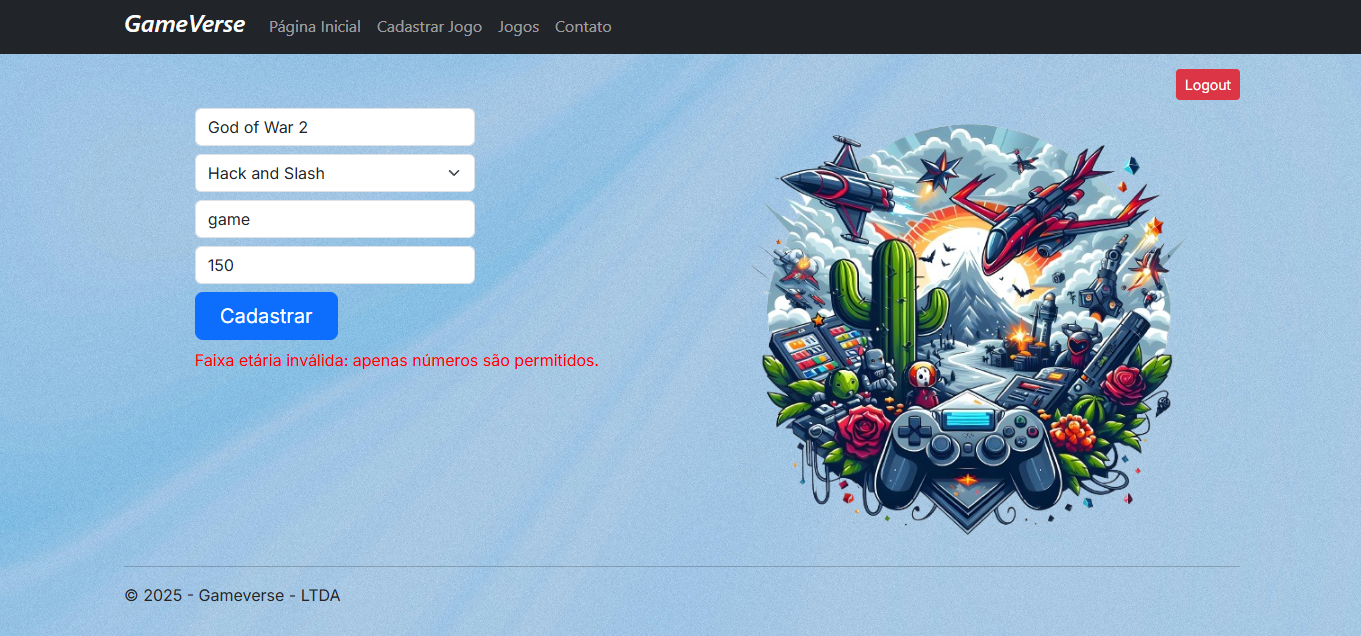 GameVerse Página Inicial Cadastrar Jogo Jogos Contato
Logout
God of War 2
Hack and Slash
game
150
Cadastrar
Faixa etária inválida: apenas números são permitidos.
© 2025 - Gameverse - LTDA